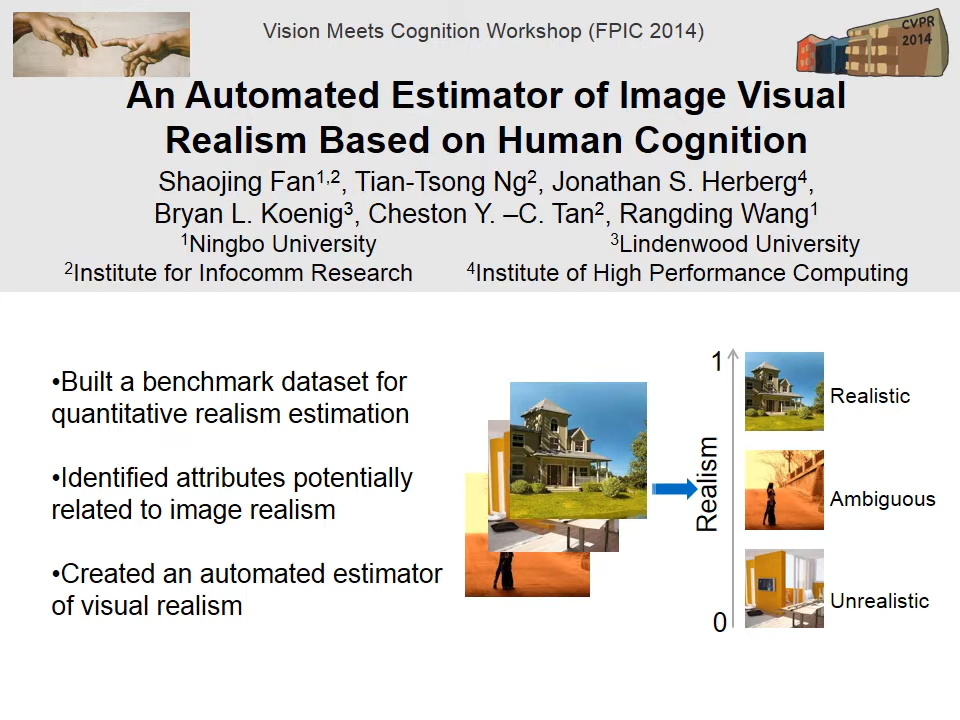 Vision Meets Cognition Workshop (FPIC 2014)
CVPR
2014
An Automated Estimator of Image Visual
Realism Based on Human Cognition
Shaojing Fan1,2, Tian-Tsong Ng2, Jonathan S. Herberg4,
Bryan L. Koenig3, Cheston Y. –C. Tan2, Rangding Wang1
1Ningbo University
3Lindenwood University
2Institute for Infocomm Research
4Institute of High Performance Computing
•Built a benchmark dataset for
quantitative realism estimation
•Identified attributes potentially
related to image realism
•Created an automated estimator
of visual realism
1
Realism
0
Realistic
Ambiguous
Unrealistic